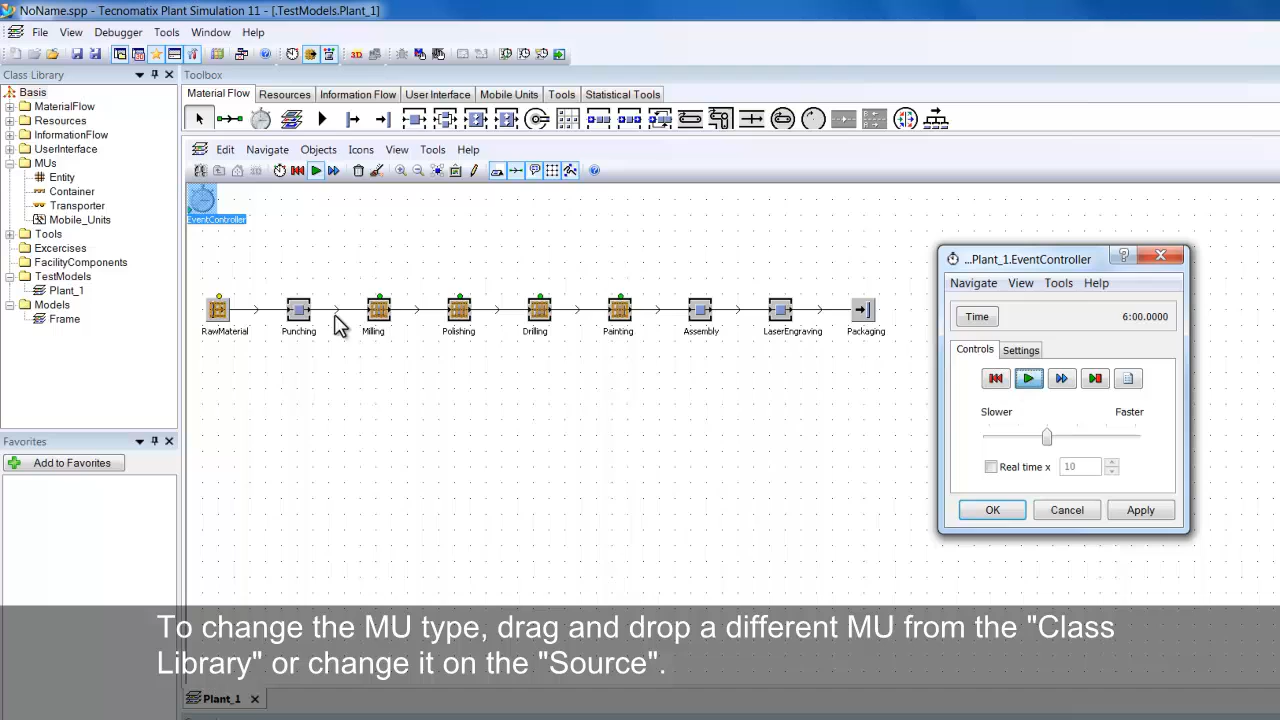 NoName.spp - Tecnomatix Plant Simulation 11 - [.TestModels.Plant_1]
File View Debugger Tools Window Help
Class Library
Toolbox
Basis
MaterialFlow
Resources
InformationFlow
UserInterface
MUs
Entity
Container
Transporter
Mobile_Units
Tools
Excercises
FacilityComponents
TestModels
Plant_1
Models
Frame
Material Flow Resources Information Flow User Interface Mobile Units Tools Statistical Tools
Edit Navigate Objects Icons View Tools Help
EventController
RawMaterial Punching Milling Polishing Drilling Painting Assembly LaserEngraving Packaging
...Plant_1.EventController
Navigate View Tools Help
Time 6:00.0000
Controls Settings
Slower Faster
Real time x 10
OK Cancel Apply
Favorites
Add to Favorites
To change the MU type, drag and drop a different MU from the "Class
Library" or change it on the "Source".
Plant_1